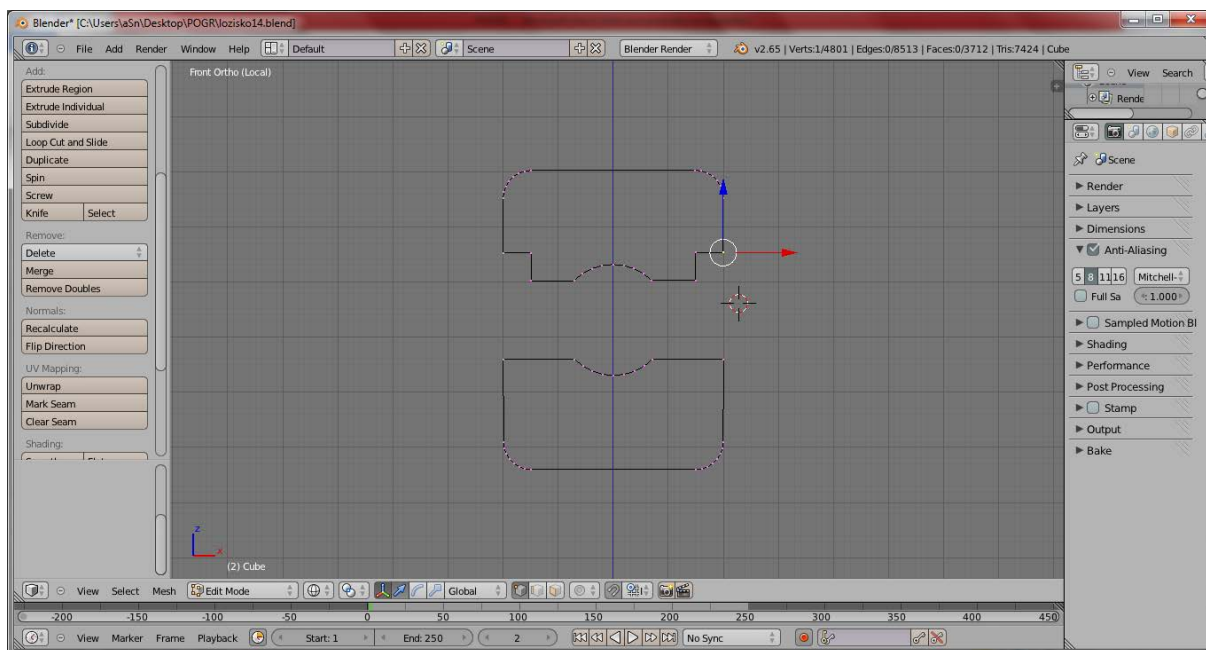 Blender* [C:\Users\aSn\Desktop\POGR\lozisko14.blend]
File Add Render Window Help Default Scene Blender Render v2.65 | Verts:1/4801 | Edges:0/8513 | Faces:0/3712 | Tris:7424 | Cube
Add:
Extrude Region
Extrude Individual
Subdivide
Loop Cut and Slide
Duplicate
Spin
Screw
Knife Select
Remove:
Delete
Merge
Remove Doubles
Normals:
Recalculate
Flip Direction
UV Mapping:
Unwrap
Mark Seam
Clear Seam
Shading:
Front Ortho (Local)
z
x
(2) Cube
View Search
Rende
Scene
Render
Layers
Dimensions
Anti-Aliasing
5 8 11 16 Mitchell-
Full Sa 1.000
Sampled Motion Bl
Shading
Performance
Post Processing
Stamp
Output
Bake
View Select Mesh Edit Mode Global
-200 -150 -100 -50 0 50 100 150 200 250 300 350 400 450
View Marker Frame Playback Start: 1 End: 250 2 No Sync